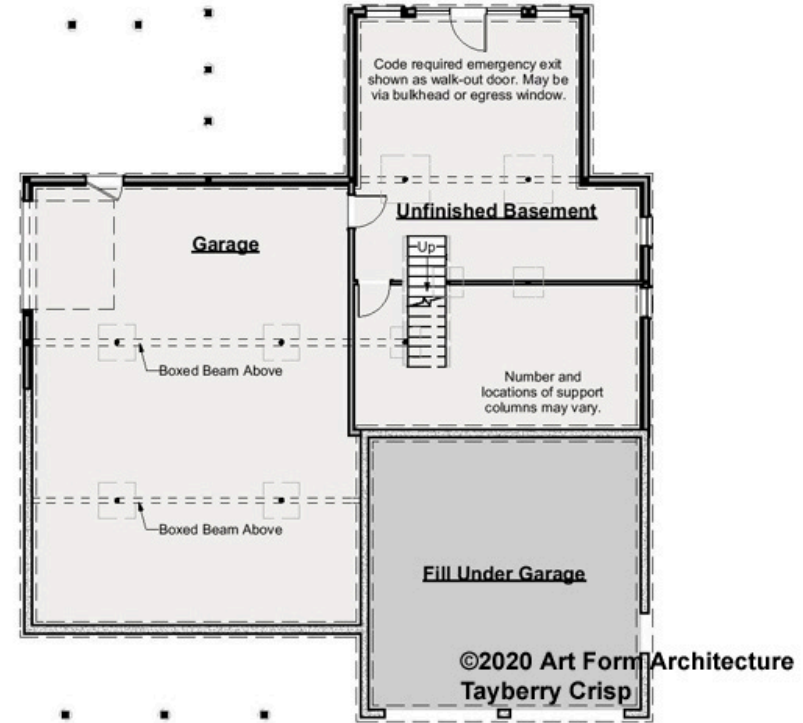 Code required emergency exit
shown as walk-out door. May be
via bulkhead or egress window.
Unfinished Basement
Garage
Up
Boxed Beam Above
Number and
locations of support
columns may vary.
Boxed Beam Above
Fill Under Garage
©2020 Art Form Architecture
Tayberry Crisp